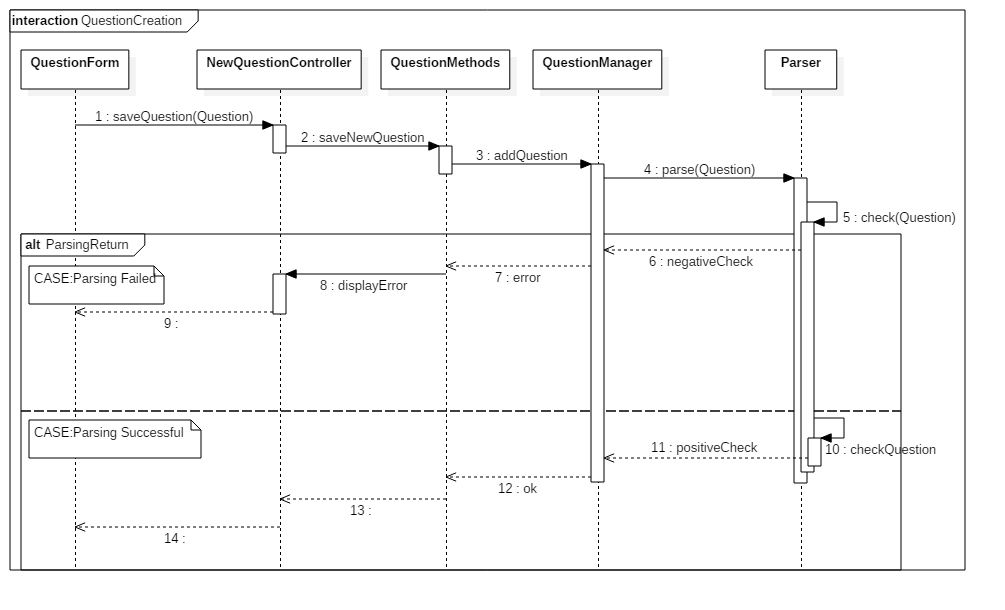 interaction QuestionCreation
QuestionForm
NewQuestionController
QuestionMethods
QuestionManager
Parser
1 : saveQuestion(Question)
2 : saveNewQuestion
3 : addQuestion
4 : parse(Question)
5 : check(Question)
alt ParsingReturn
6 : negativeCheck
CASE:Parsing Failed
7 : error
8 : displayError
9 :
CASE:Parsing Successful
10 : checkQuestion
11 : positiveCheck
12 : ok
13 :
14 :